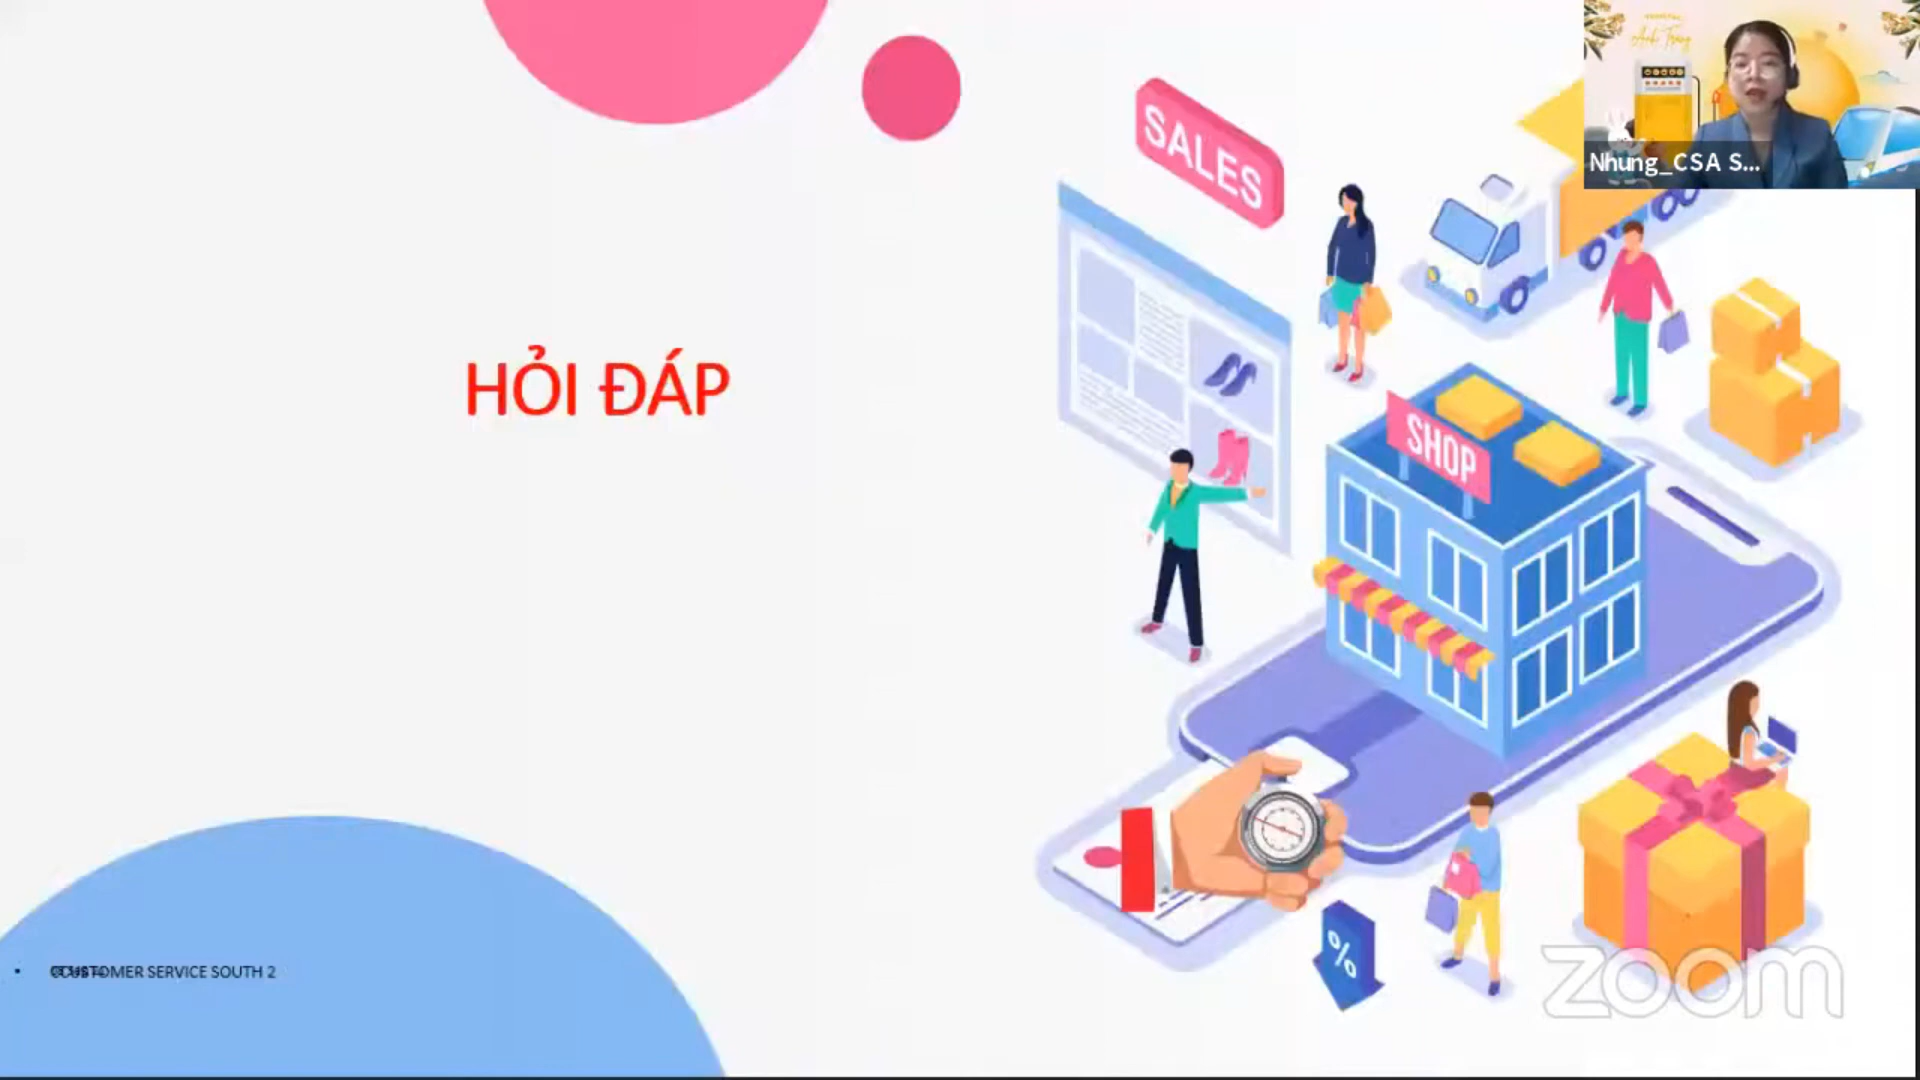 SALES
Nhung_CSA S...
HỎI ĐÁP
SHOP
%
CUSTOMER SERVICE SOUTH 2
zoom